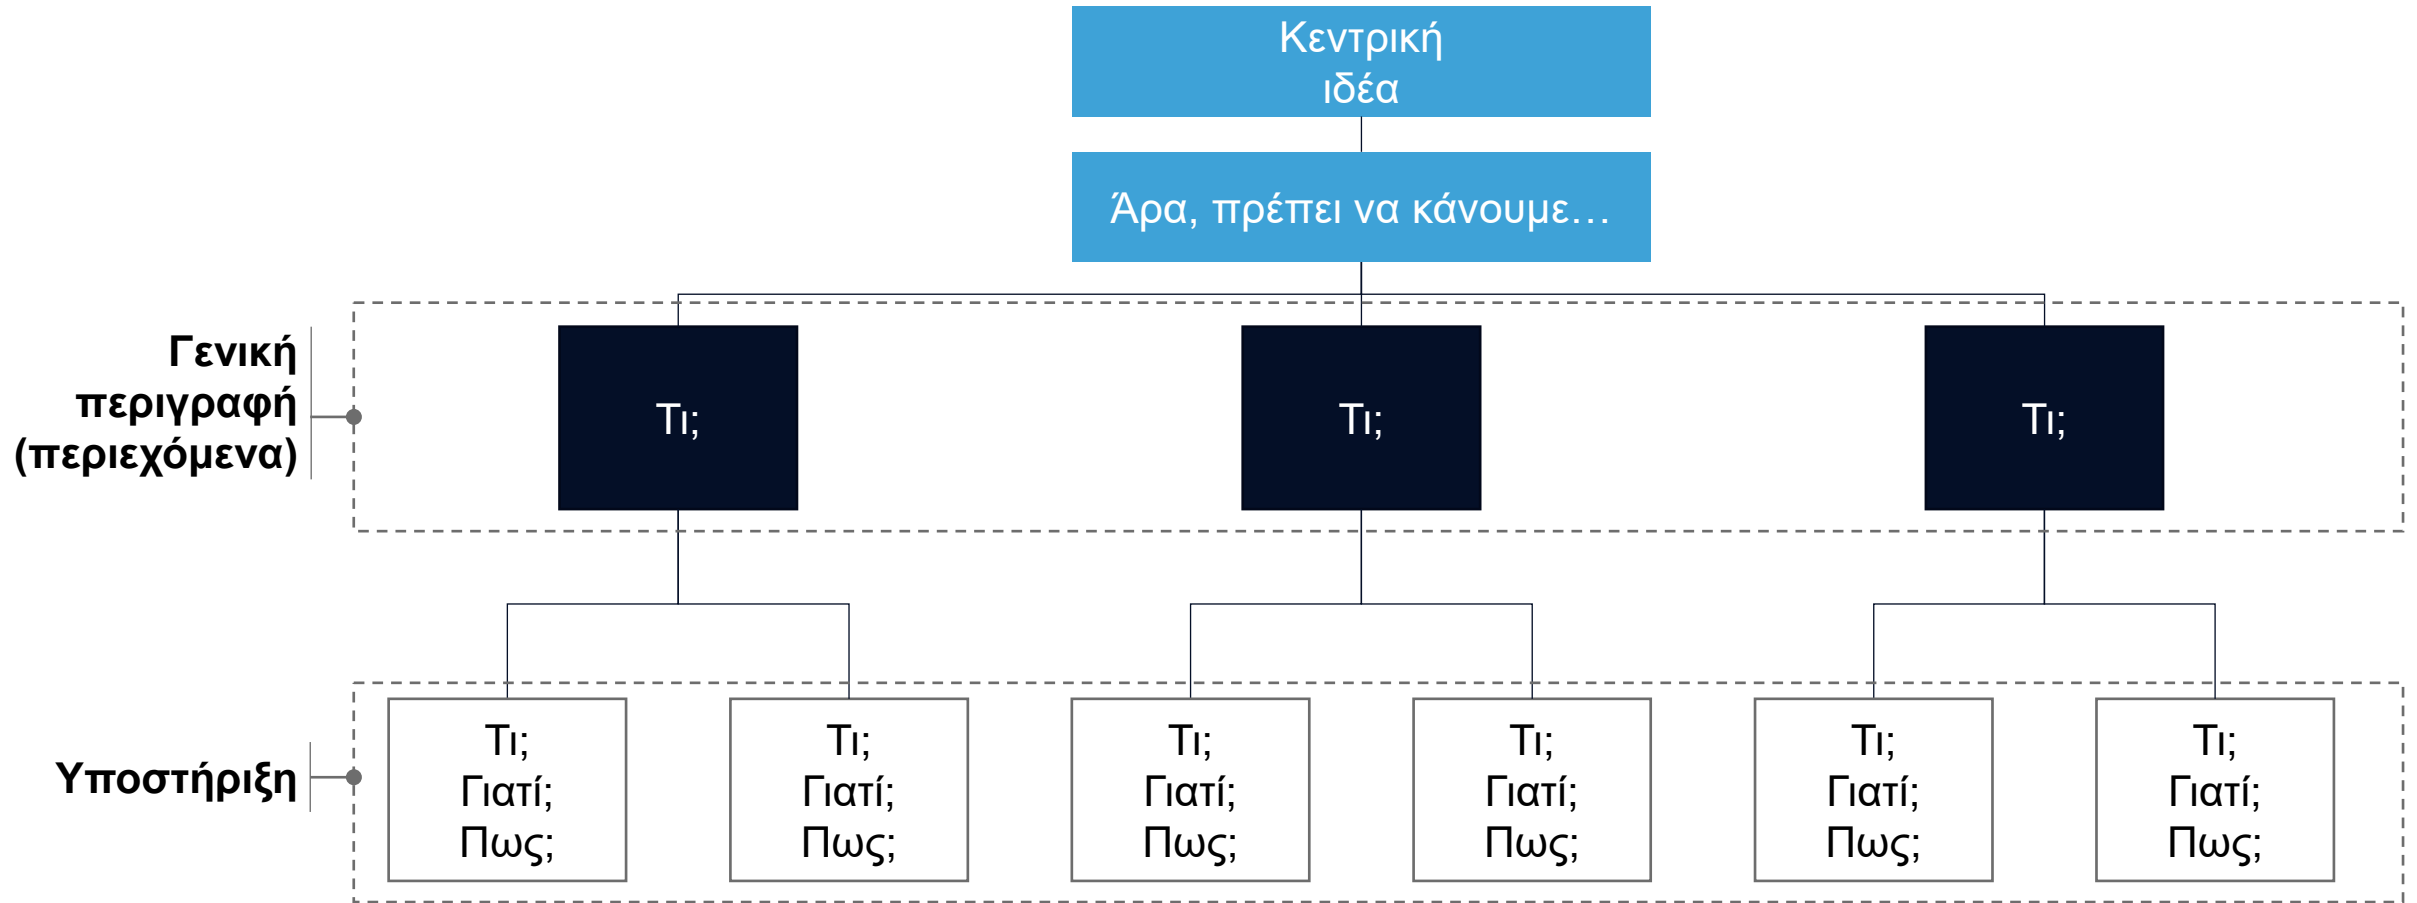 Κεντρική
ιδέα
Άρα, πρέπει να κάνουμε…
Γενική
περιγραφή
(περιεχόμενα)
Τι;
Τι;
Τι;
Υποστήριξη
Τι;
Γιατί;
Πως;
Τι;
Γιατί;
Πως;
Τι;
Γιατί;
Πως;
Τι;
Γιατί;
Πως;
Τι;
Γιατί;
Πως;
Τι;
Γιατί;
Πως;